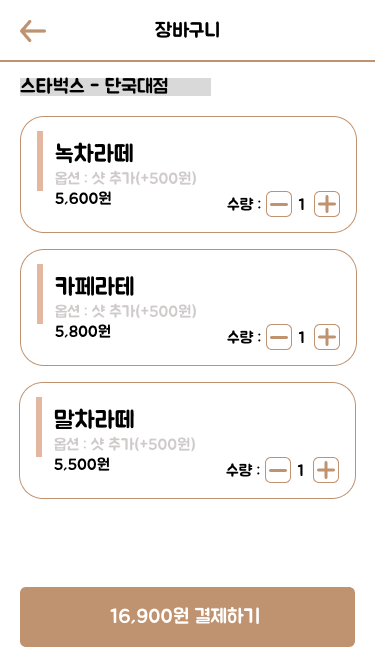 장바구니
스타벅스 - 단국대점
녹차라떼
옵션 : 샷 추가(+500원)
5,600원
수량 : 1
카페라테
옵션 : 샷 추가(+500원)
5,800원
수량 : 1
말차라떼
옵션 : 샷 추가(+500원)
5,500원
수량 : 1
16,900원 결제하기